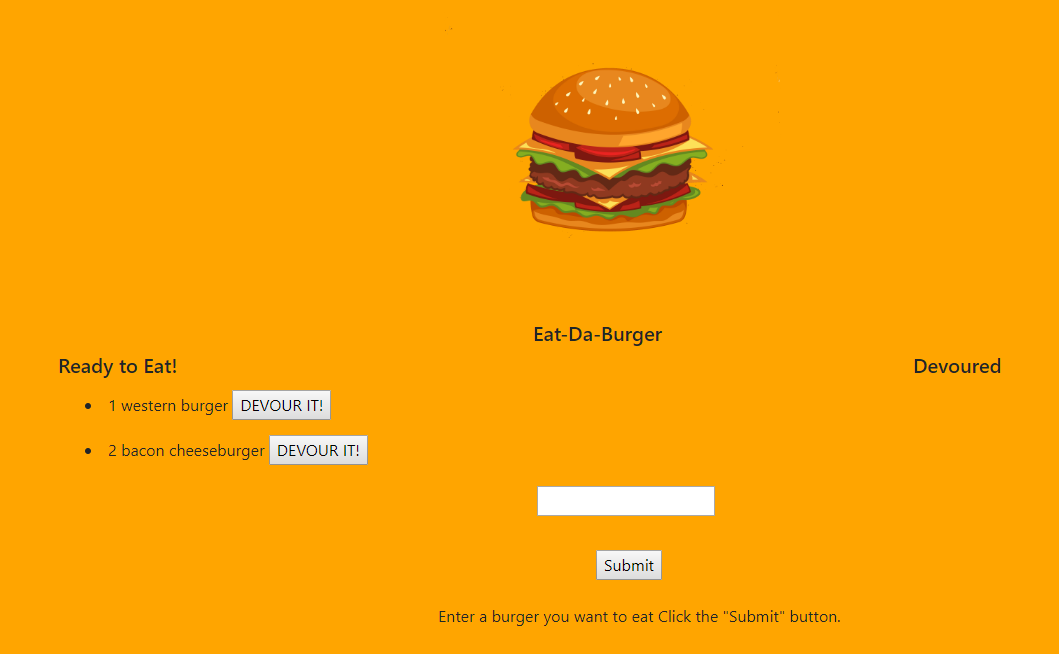 Eat-Da-Burger
Ready to Eat!
Devoured
1 western burger DEVOUR IT!
2 bacon cheeseburger DEVOUR IT!
Submit
Enter a burger you want to eat Click the "Submit" button.